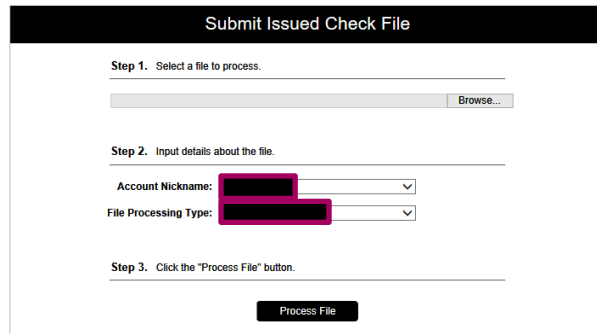 Submit Issued Check File
Step 1. Select a file to process.
Browse...
Step 2. Input details about the file.
Account Nickname:
File Processing Type:
Step 3. Click the "Process File" button.
Process File